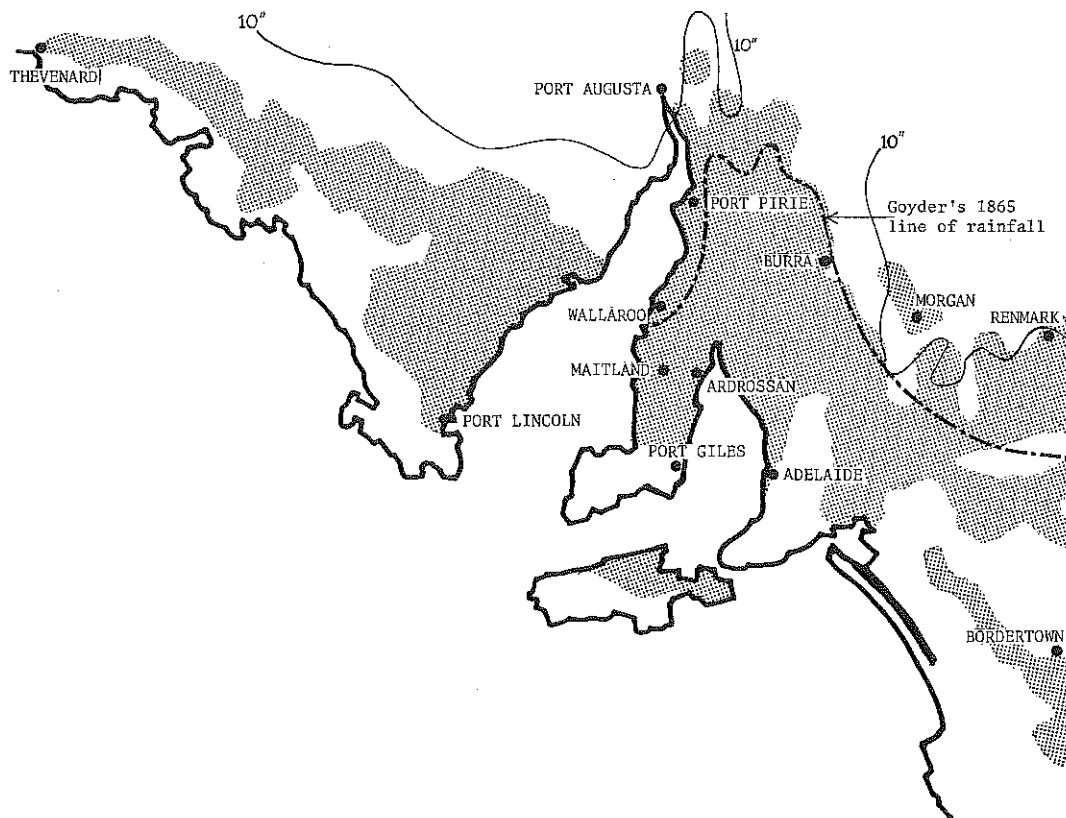 10"
10"
THEVENARD
PORT AUGUSTA
10"
PORT PIRIE
Goyder's 1865
line of rainfall
BURRA
WALLAROO
MORGAN
RENMARK
MAITLAND
ARDROSSAN
PORT LINCOLN
PORT GILES
ADELAIDE
BORDERTOWN